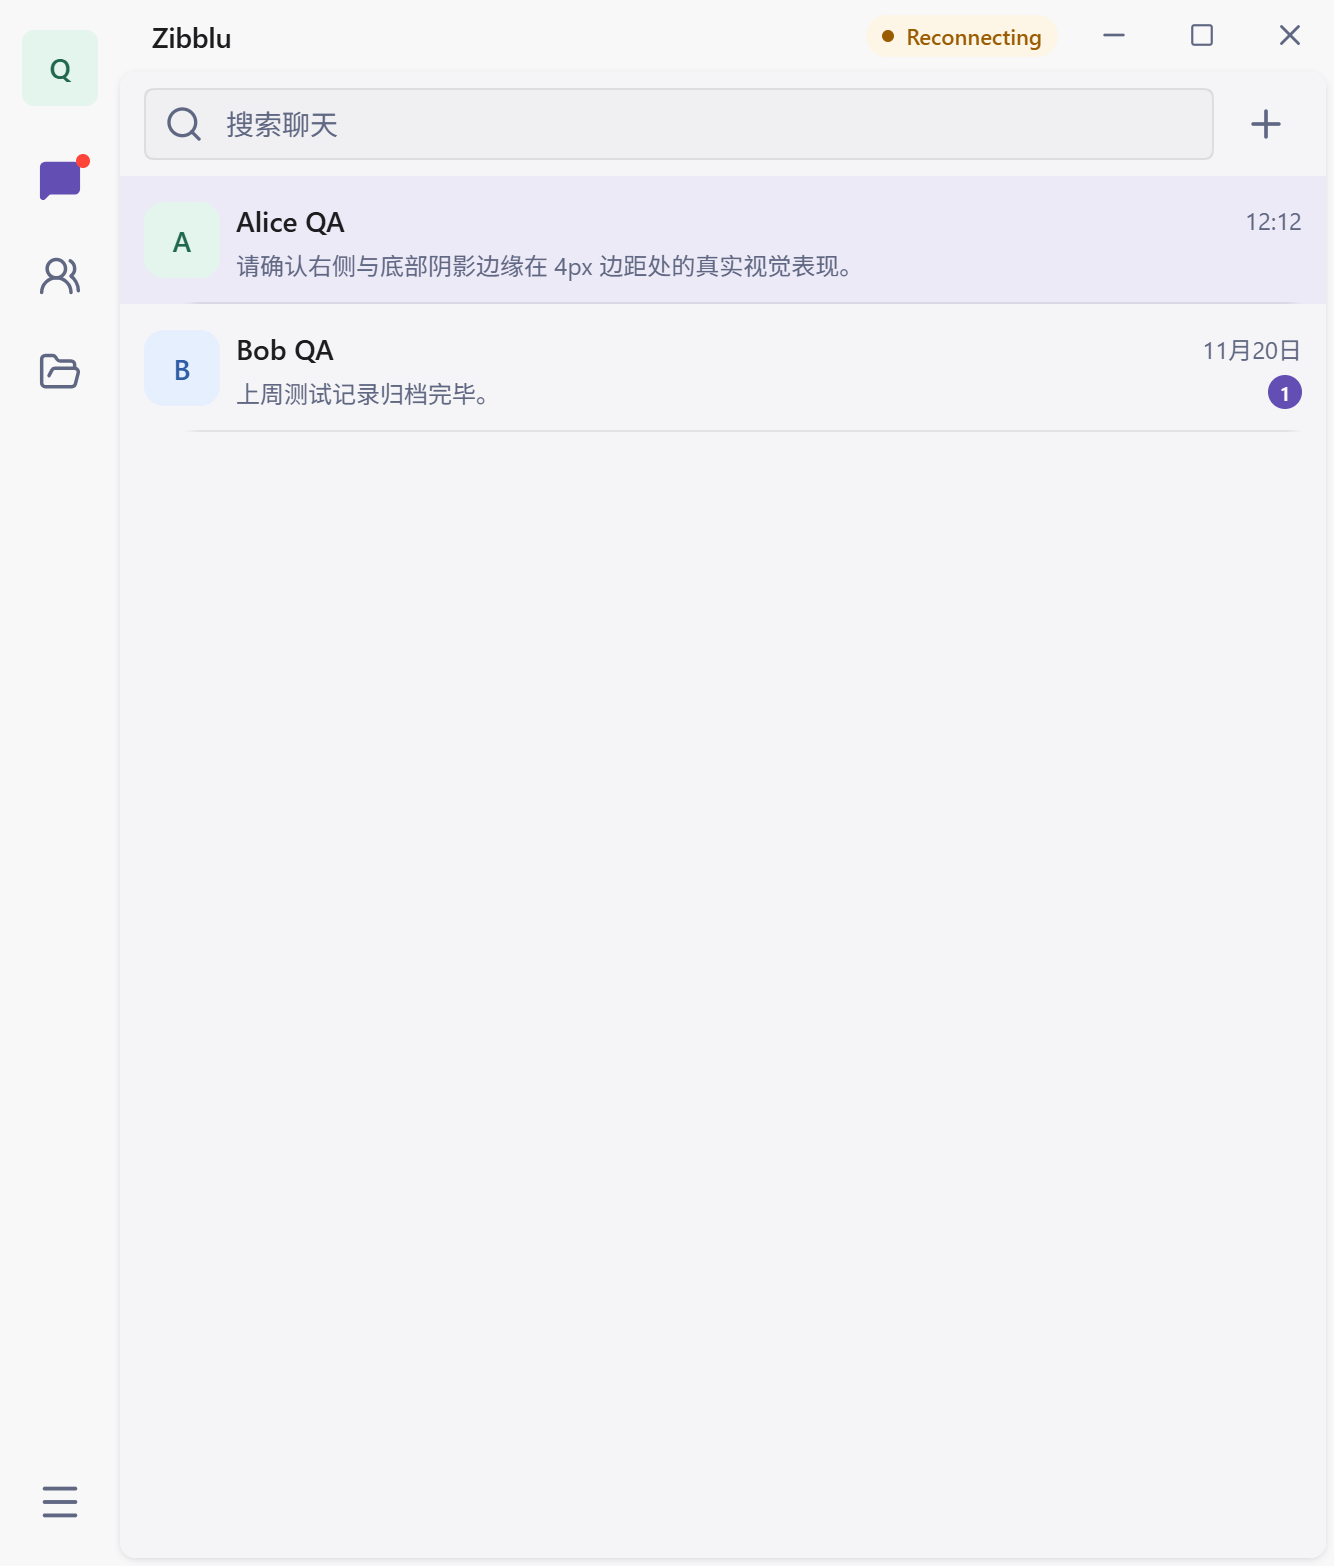 Q
Zibblu
Reconnecting
搜索聊天
A
Alice QA
12:12
请确认右侧与底部阴影边缘在 4px 边距处的真实视觉表现。
B
Bob QA
11月20日
上周测试记录归档完毕。
1